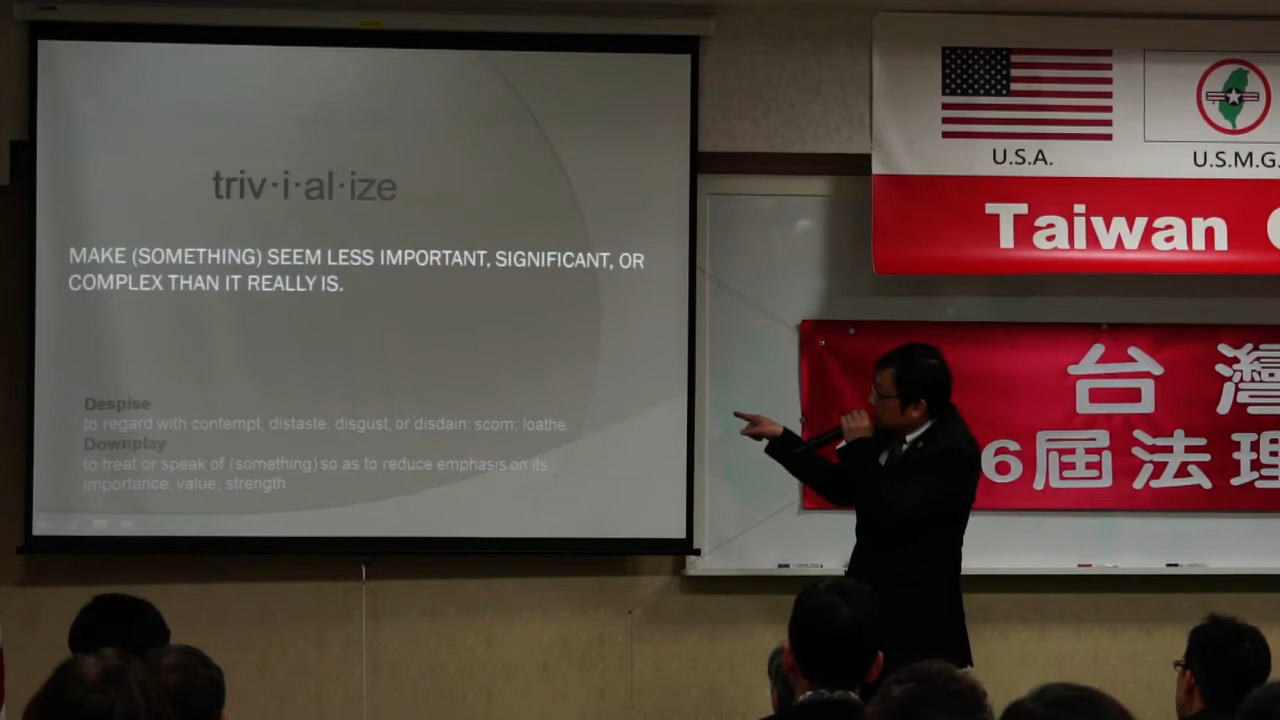 triv·i·al·ize
MAKE (SOMETHING) SEEM LESS IMPORTANT, SIGNIFICANT, OR
COMPLEX THAN IT REALLY IS.
Despise
to regard with contempt, distaste, disgust, or disdain; scorn; loathe.
Downplay
to treat or speak of (something) so as to reduce emphasis on its
importance, value, strength
U.S.A.
U.S.M.G.
Taiwan
台灣
6屆法理